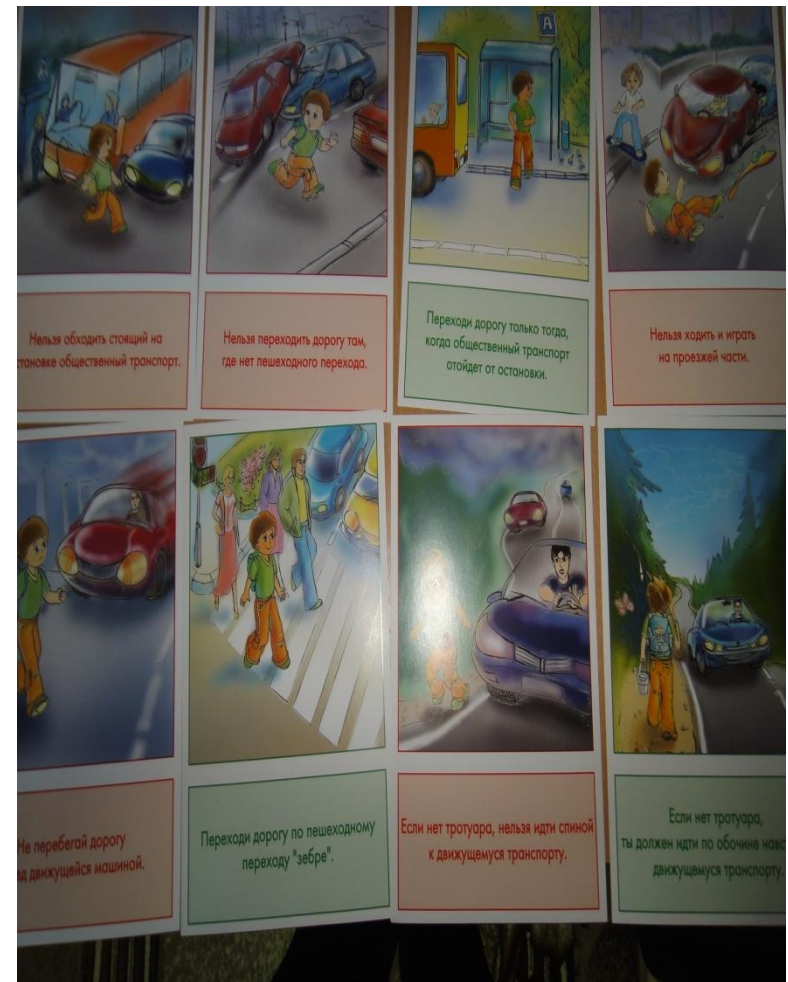 А
Нельзя обходить стоящий на
становке общественный транспорт.
Нельзя переходить дорогу там,
где нет пешеходного перехода.
Переходи дорогу только тогда,
когда общественный транспорт
отойдет от остановки.
Нельзя ходить и играть
на проезжей части.
Не перебегай дорогу
ед движущейся машиной.
Переходи дорогу по пешеходному
переходу "зебре".
Если нет тротуара, нельзя идти спиной
к движущемуся транспорту.
Если нет тротуара,
ты должен идти по обочине навс
движущемуся транспорту.